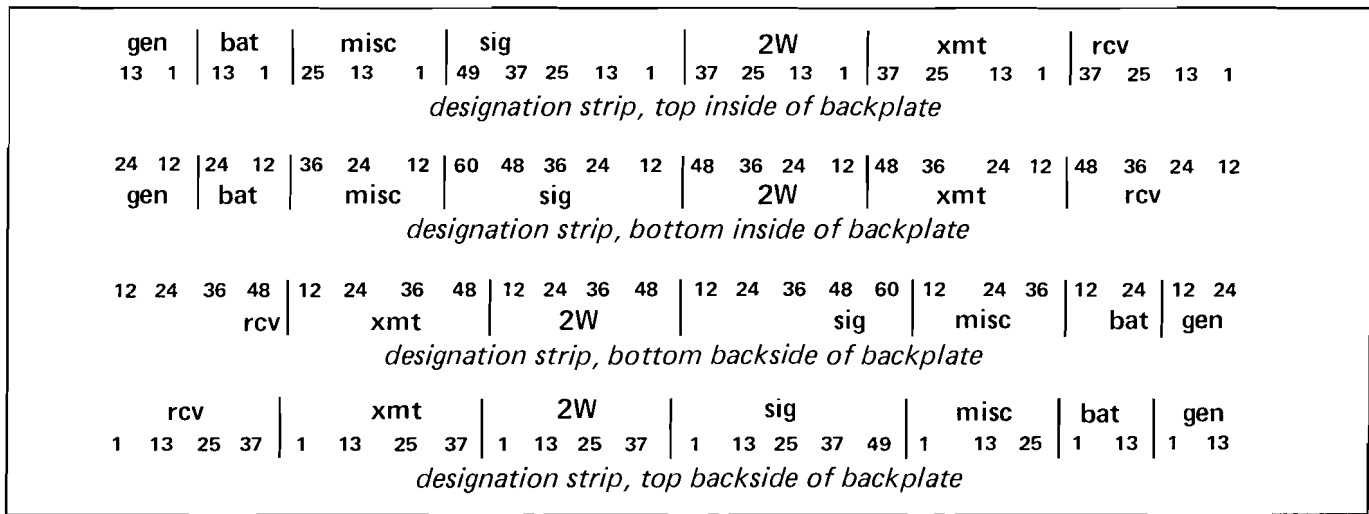 gen | bat | misc | sig | 2W | xmt | rcv
13 1 | 13 1 | 25 13 1 | 49 37 25 13 1 | 37 25 13 1 | 37 25 13 1 | 37 25 13 1
designation strip, top inside of backplate
24 12 | 24 12 | 36 24 12 | 60 48 36 24 12 | 48 36 24 12 | 48 36 24 12 | 48 36 24 12
gen | bat | misc | sig | 2W | xmt | rcv
designation strip, bottom inside of backplate
12 24 36 48 | 12 24 36 48 | 12 24 36 48 | 12 24 36 48 60 | 12 24 36 | 12 24 | 12 24
rcv | xmt | 2W | sig | misc | bat | gen
designation strip, bottom backside of backplate
rcv | xmt | 2W | sig | misc | bat | gen
1 13 25 37 | 1 13 25 37 | 1 13 25 37 | 1 13 25 37 49 | 1 13 25 | 1 13 | 1 13
designation strip, top backside of backplate